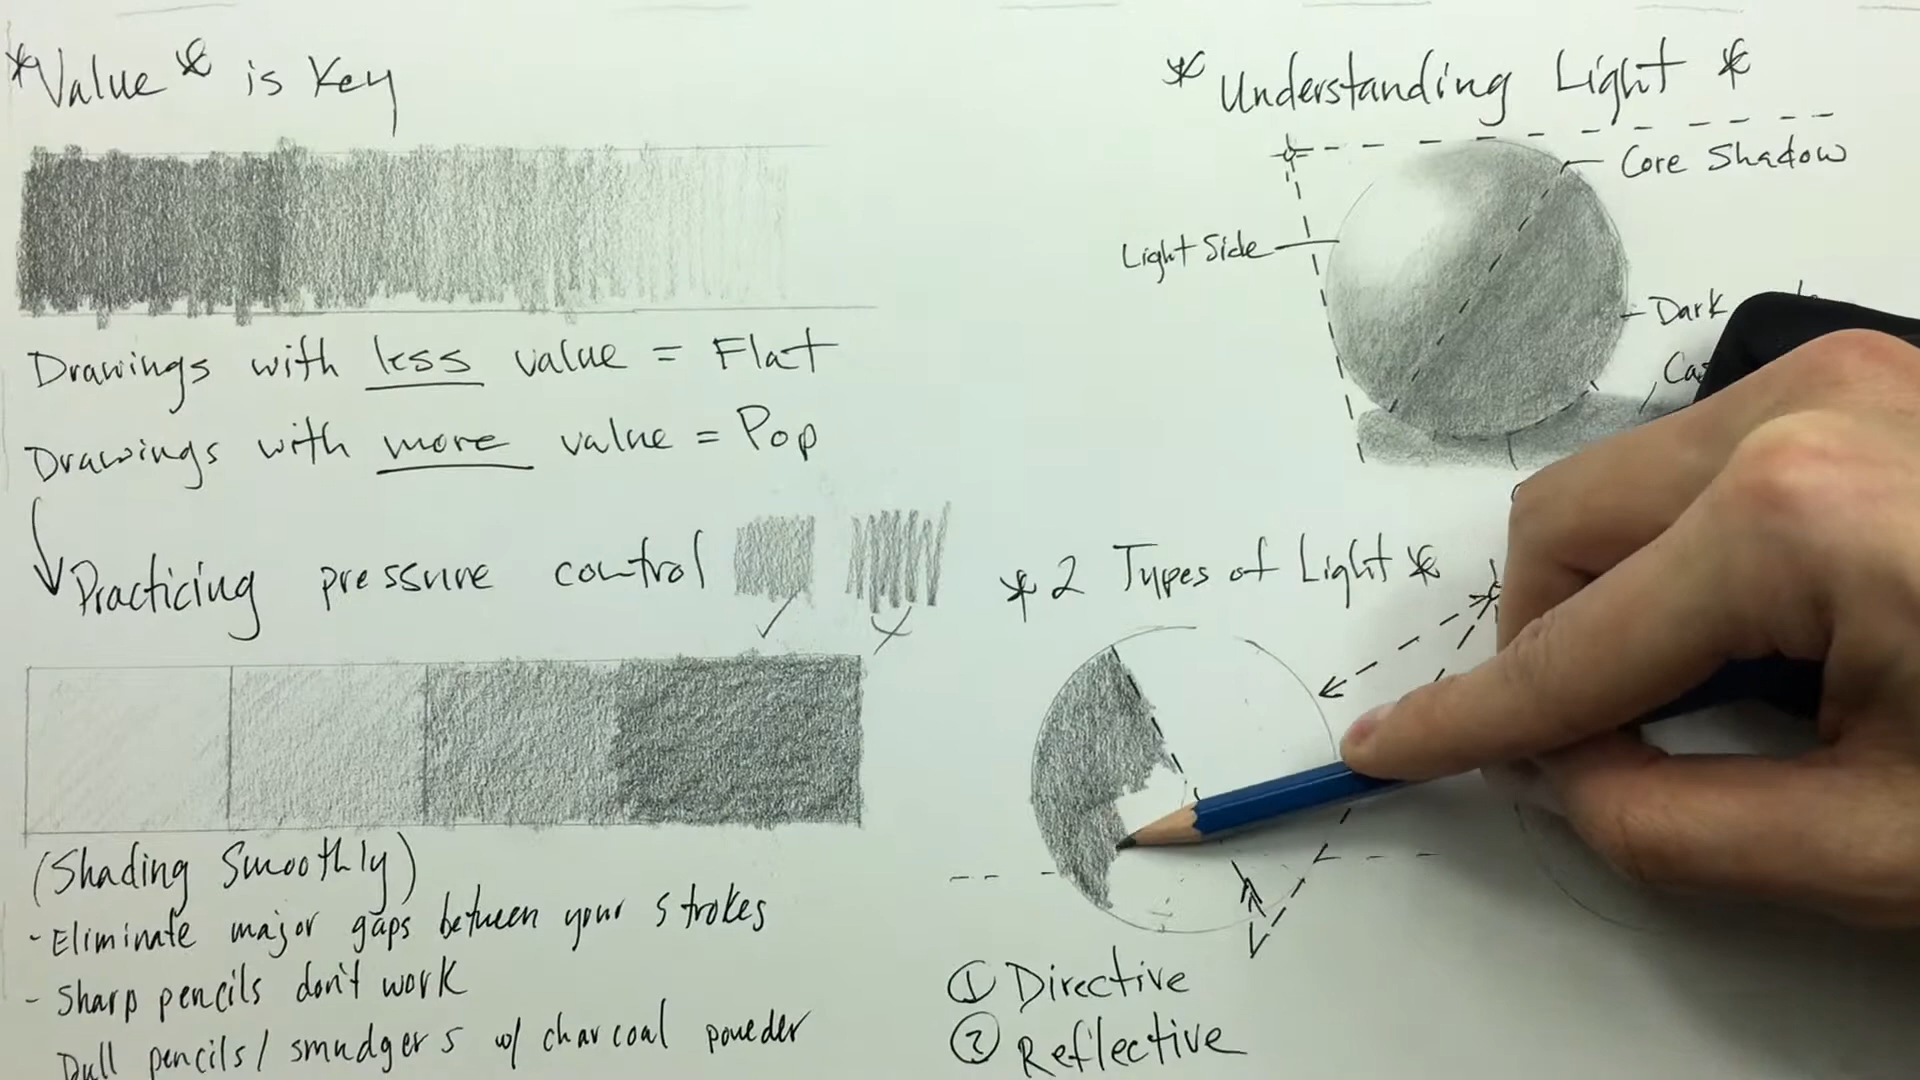 *Value* is Key
Drawings with less value = Flat
Drawings with more value = Pop
Practicing pressure control
(Shading Smoothly)
- Eliminate major gaps between your strokes
- Sharp pencils don't work
Dull pencils / smudgers w/ charcoal powder
* Understanding Light *
Core Shadow
Light Side
Dark
* 2 Types of Light *
① Directive
② Reflective